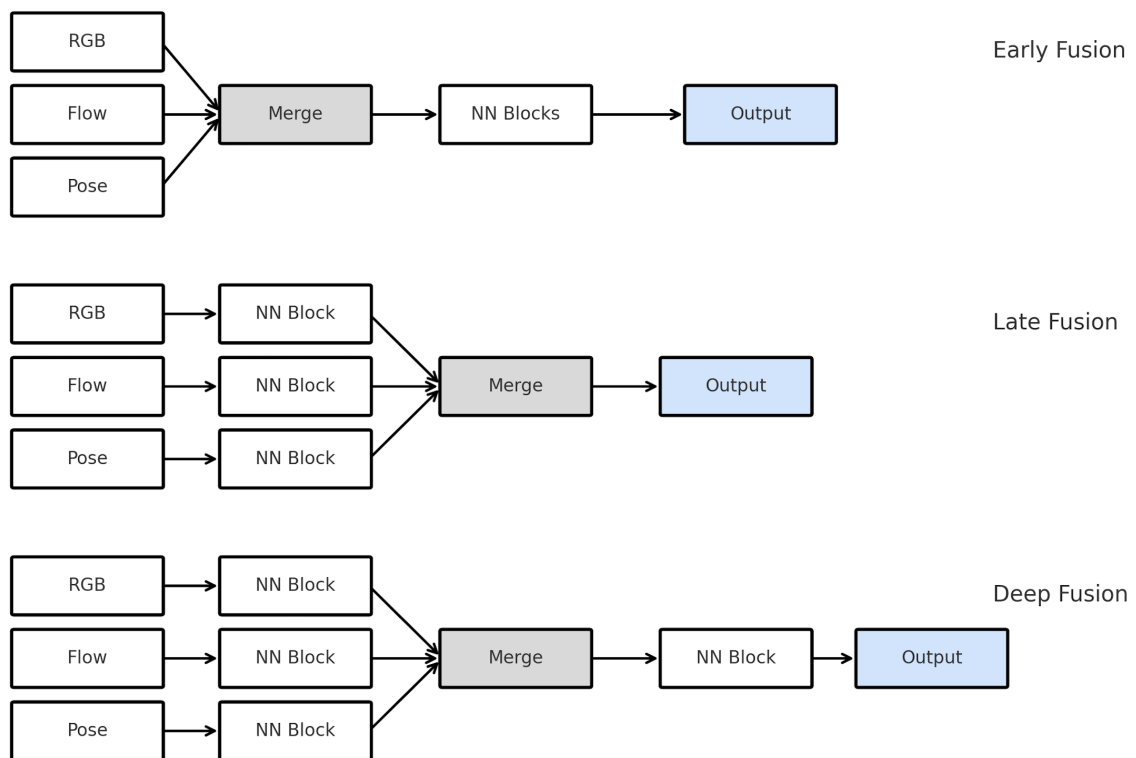 RGB
Flow
Pose
Merge
NN Blocks
Output
Early Fusion
RGB
Flow
Pose
NN Block
NN Block
NN Block
Merge
Output
Late Fusion
RGB
Flow
Pose
NN Block
NN Block
NN Block
Merge
NN Block
Output
Deep Fusion